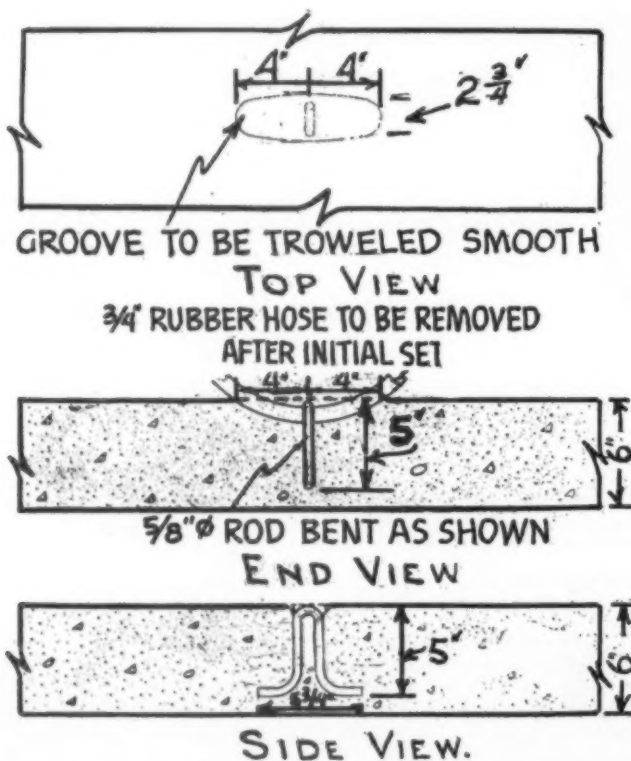 4" 4"
2 3/4"
GROOVE TO BE TROWELED SMOOTH
TOP VIEW
3/4" RUBBER HOSE TO BE REMOVED
AFTER INITIAL SET
4" 4"
5"
6"
5/8"ϕ ROD BENT AS SHOWN
END VIEW
5"
6"
SIDE VIEW.